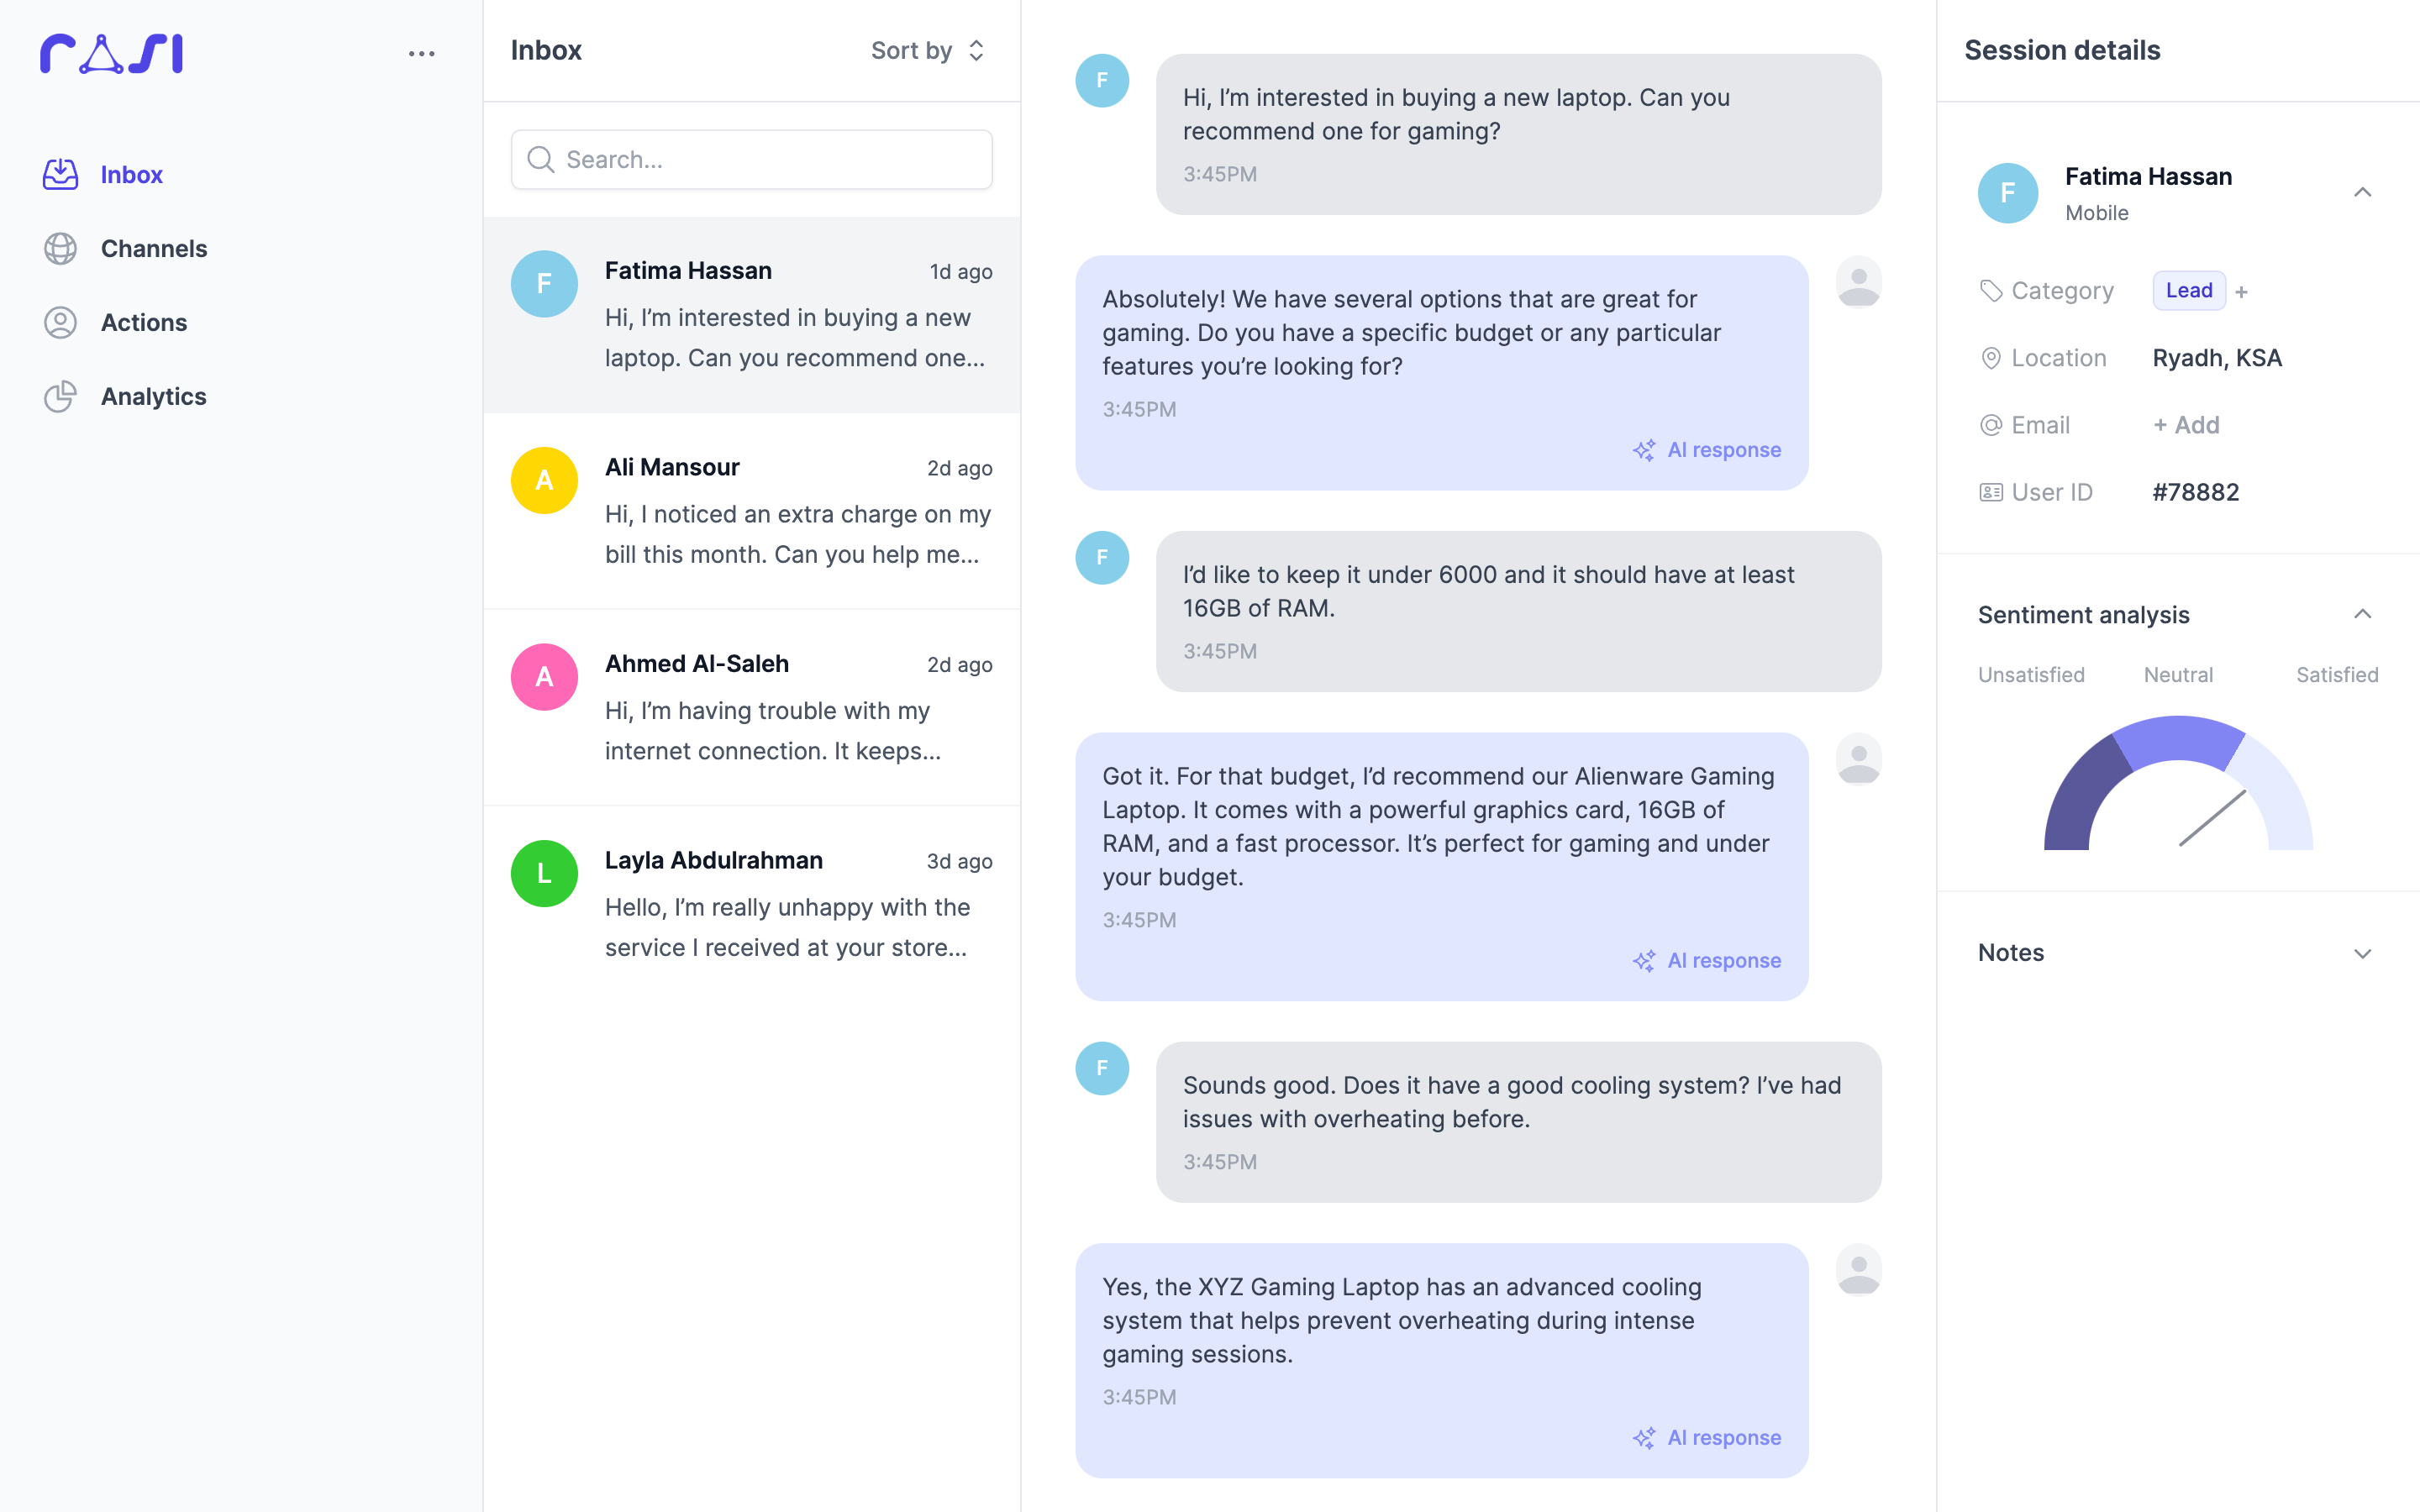 rasi
Inbox
Channels
Actions
Analytics
Inbox
Sort by
Search...
F
Fatima Hassan
1d ago
Hi, I’m interested in buying a new
laptop. Can you recommend one...
A
Ali Mansour
2d ago
Hi, I noticed an extra charge on my
bill this month. Can you help me...
A
Ahmed Al-Saleh
2d ago
Hi, I’m having trouble with my
internet connection. It keeps...
L
Layla Abdulrahman
3d ago
Hello, I’m really unhappy with the
service I received at your store...
F
Hi, I’m interested in buying a new laptop. Can you
recommend one for gaming?
3:45PM
Absolutely! We have several options that are great for
gaming. Do you have a specific budget or any particular
features you’re looking for?
3:45PM
AI response
F
I’d like to keep it under 6000 and it should have at least
16GB of RAM.
3:45PM
Got it. For that budget, I’d recommend our Alienware Gaming
Laptop. It comes with a powerful graphics card, 16GB of
RAM, and a fast processor. It’s perfect for gaming and under
your budget.
3:45PM
AI response
F
Sounds good. Does it have a good cooling system? I’ve had
issues with overheating before.
3:45PM
Yes, the XYZ Gaming Laptop has an advanced cooling
system that helps prevent overheating during intense
gaming sessions.
3:45PM
AI response
Session details
F
Fatima Hassan
Mobile
Category Lead +
Location Ryadh, KSA
Email + Add
User ID #78882
Sentiment analysis
Unsatisfied Neutral Satisfied
Notes